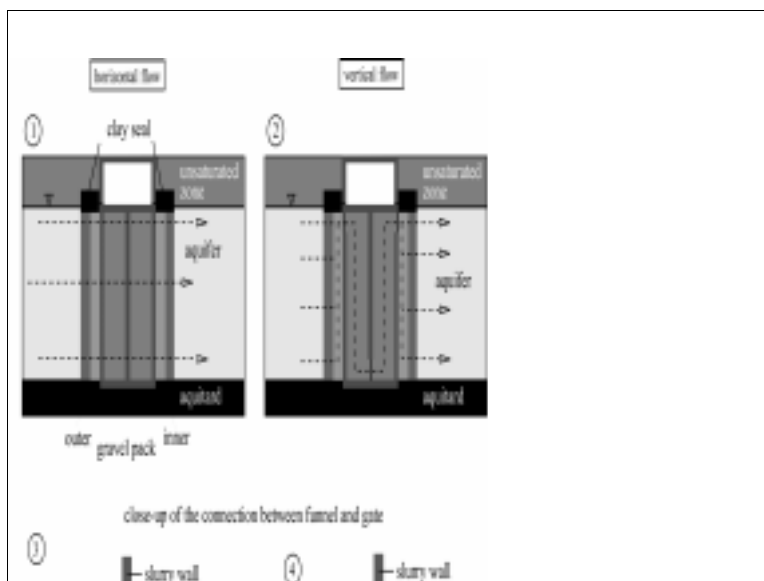 horizontal flow
vertical flow
1
clay seal
2
unsaturated
zone
unsaturated
zone
aquifer
aquifer
aquitard
aquitard
outer gravel pack inner
close-up of the connection between funnel and gate
3
4
slurry wall
slurry wall